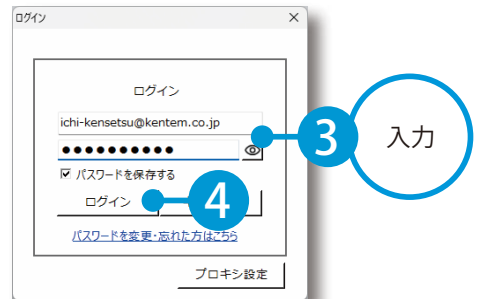 ログイン
×
ログイン
ichi-kensetsu@kentem.co.jp
●●●●●●●●●●
3
入力
パスワードを保存する
ログイン
4
パスワードを変更・忘れた方はこちら
プロキシ設定